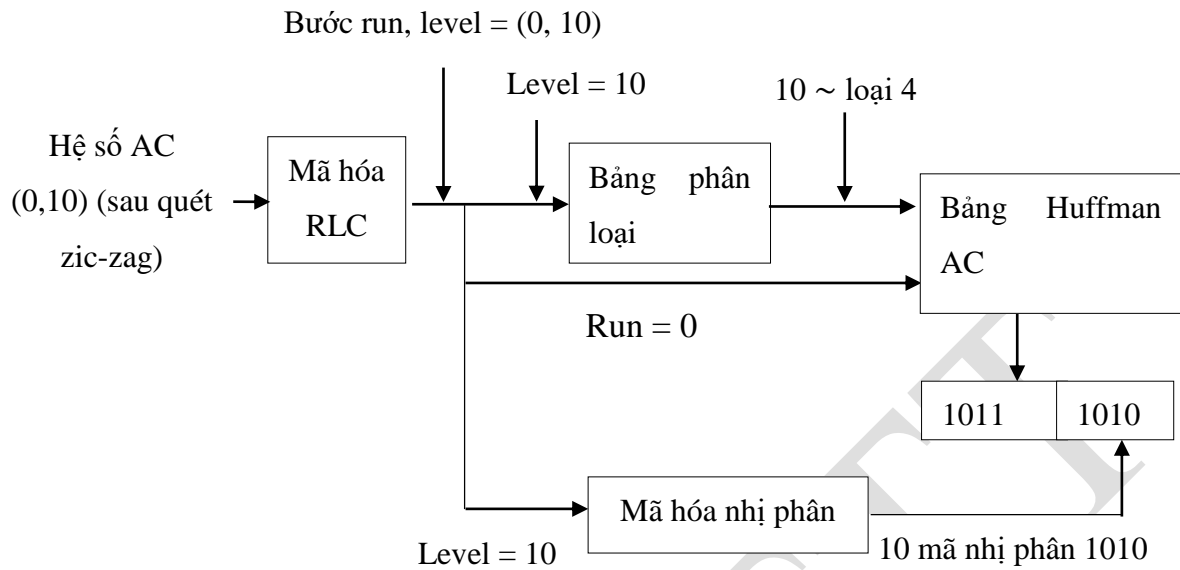 Bước run, level = (0, 10)
Level = 10
10 ~ loại 4
Hệ số AC
(0,10) (sau quét
zic-zag)
Mã hóa
RLC
Bảng phân
loại
Bảng Huffman
AC
Run = 0
1011
1010
Mã hóa nhị phân
Level = 10
10 mã nhị phân 1010